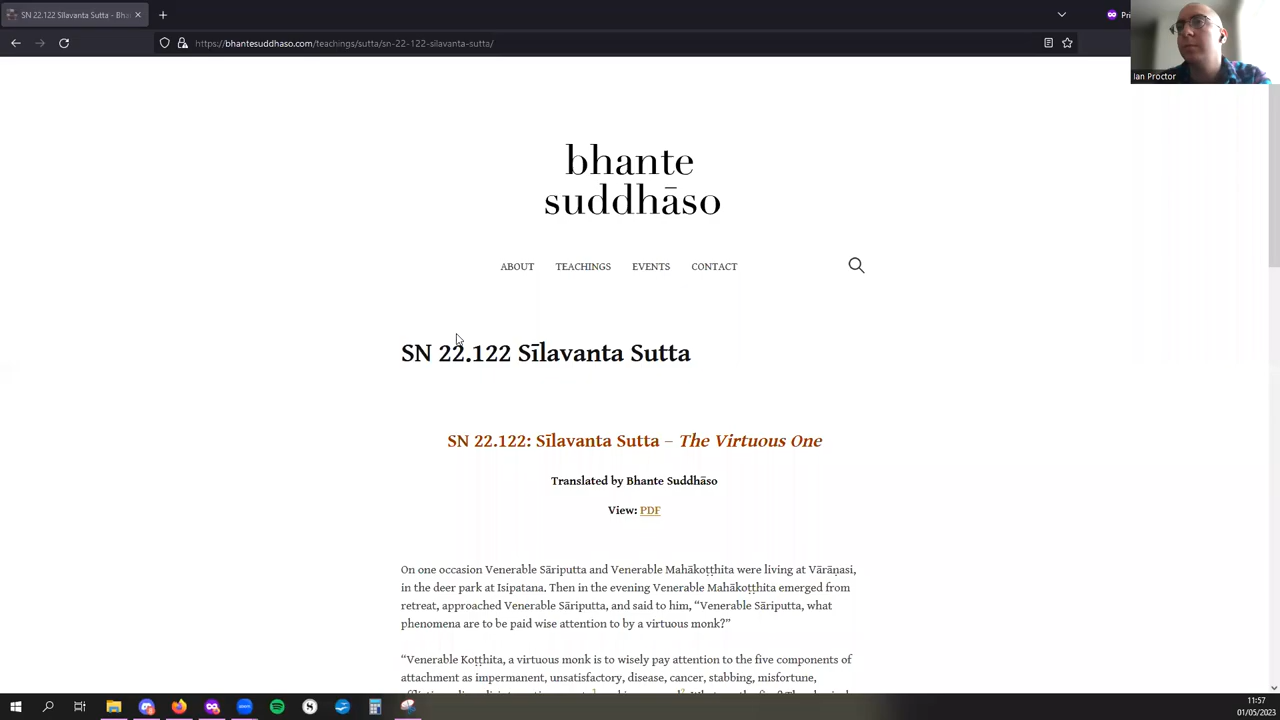 SN 22.122 Sīlavanta Sutta - Bha
Pri
https://bhantesuddhaso.com/teachings/sutta/sn-22-122-silavanta-sutta/
Ian Proctor
bhante
suddhāso
ABOUT TEACHINGS EVENTS CONTACT
SN 22.122 Sīlavanta Sutta
SN 22.122: Sīlavanta Sutta – The Virtuous One
Translated by Bhante Suddhāso
View: PDF
On one occasion Venerable Sāriputta and Venerable Mahākoṭṭhita were living at Vārāṇasi,
in the deer park at Isipatana. Then in the evening Venerable Mahākoṭṭhita emerged from
retreat, approached Venerable Sāriputta, and said to him, “Venerable Sāriputta, what
phenomena are to be paid wise attention to by a virtuous monk?”
“Venerable Koṭṭhita, a virtuous monk is to wisely pay attention to the five components of
attachment as impermanent, unsatisfactory, disease, cancer, stabbing, misfortune,
11:57
01/05/2023